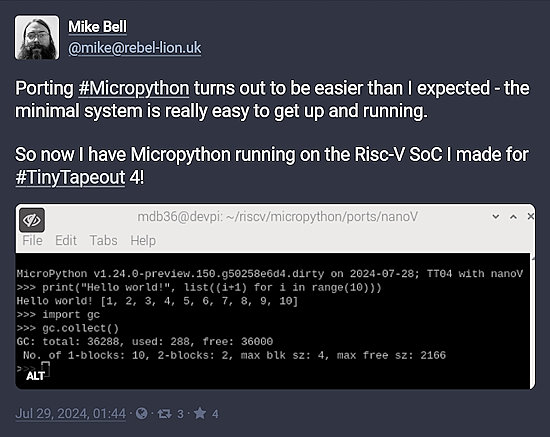 Mike Bell
@mike@rebel-lion.uk
Porting #Micropython turns out to be easier than I expected - the
minimal system is really easy to get up and running.
So now I have Micropython running on the Risc-V SoC I made for
#TinyTapeout 4!
mdb36@devpi: ~/riscv/micropython/ports/nanoV
File Edit Tabs Help
MicroPython v1.24.0-preview.150.g50258e6d4.dirty on 2024-07-28; TT04 with nanoV
>>> print("Hello world!", list((i+1) for i in range(10)))
Hello world! [1, 2, 3, 4, 5, 6, 7, 8, 9, 10]
>>> import gc
>>> gc.collect()
GC: total: 36288, used: 288, free: 36000
No. of 1-blocks: 10, 2-blocks: 2, max blk sz: 4, max free sz: 2166
>>>
ALT
Jul 29, 2024, 01:44 · · 3 · 4